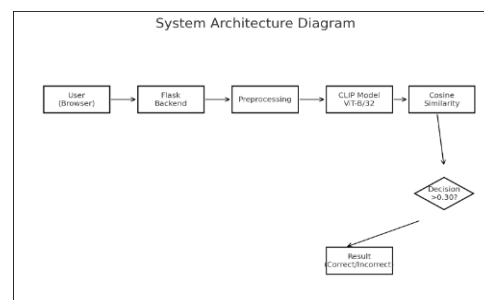 System Architecture Diagram
User
(Browser)
Flask
Backend
Preprocessing
CLIP Model
ViT-B/32
Cosine
Similarity
Decision
>0.30?
Result
(Correct/Incorrect)